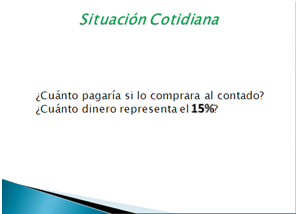 Situación Cotidiana
¿Cuánto pagaría si lo comprara al contado?
¿Cuánto dinero representa el 15%?